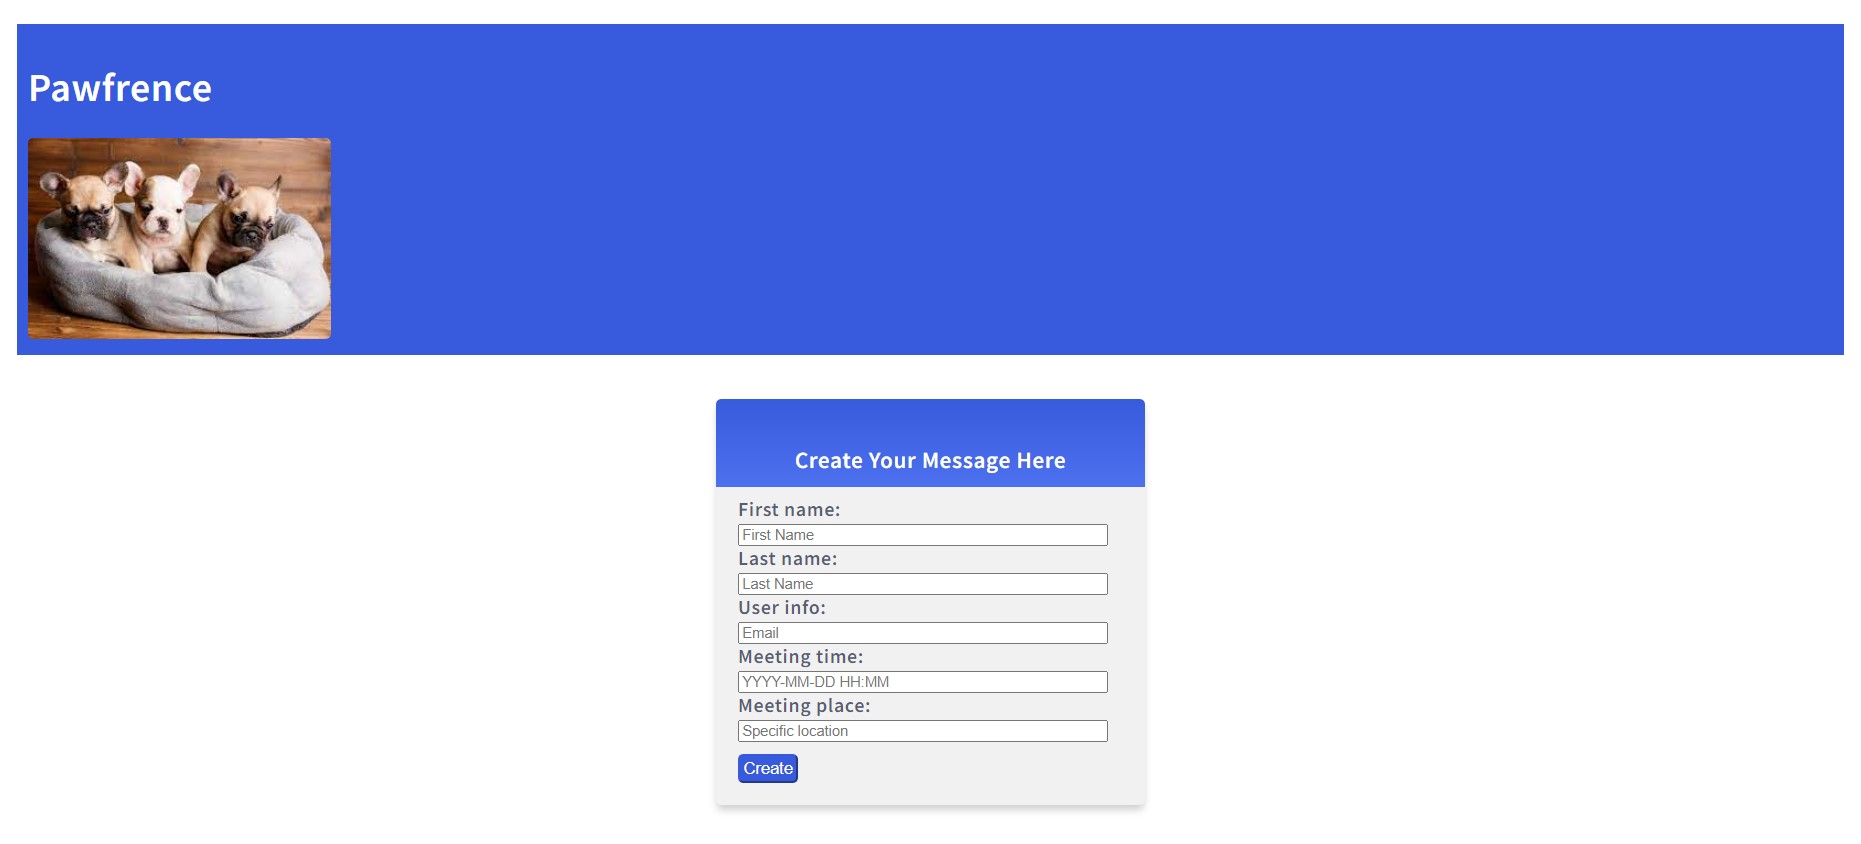 Pawfrence
Create Your Message Here
First name:
First Name
Last name:
Last Name
User info:
Email
Meeting time:
YYYY-MM-DD HH:MM
Meeting place:
Specific location
Create